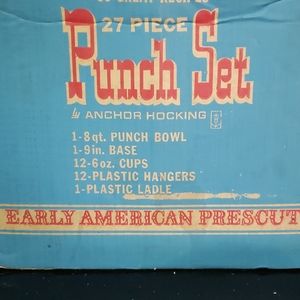 27 PIECE
Punch Set
by ANCHOR HOCKING
1-8qt. PUNCH BOWL
1-9in. BASE
12-6oz. CUPS
12-PLASTIC HANGERS
1-PLASTIC LADLE
EARLY AMERICAN PRESCUT